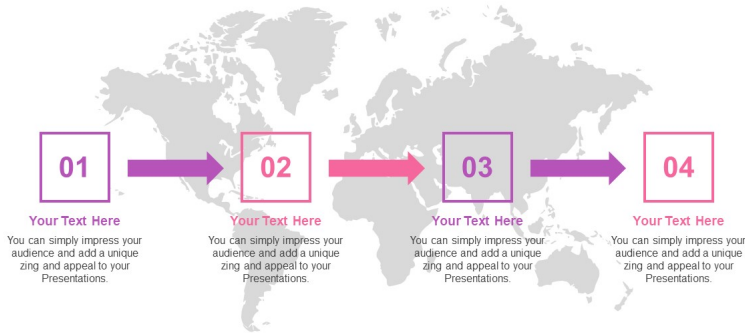 01
Your Text Here
You can simply impress your
audience and add a unique
zing and appeal to your
Presentations.
02
Your Text Here
You can simply impress your
audience and add a unique
zing and appeal to your
Presentations.
03
Your Text Here
You can simply impress your
audience and add a unique
zing and appeal to your
Presentations.
04
Your Text Here
You can simply impress your
audience and add a unique
zing and appeal to your
Presentations.